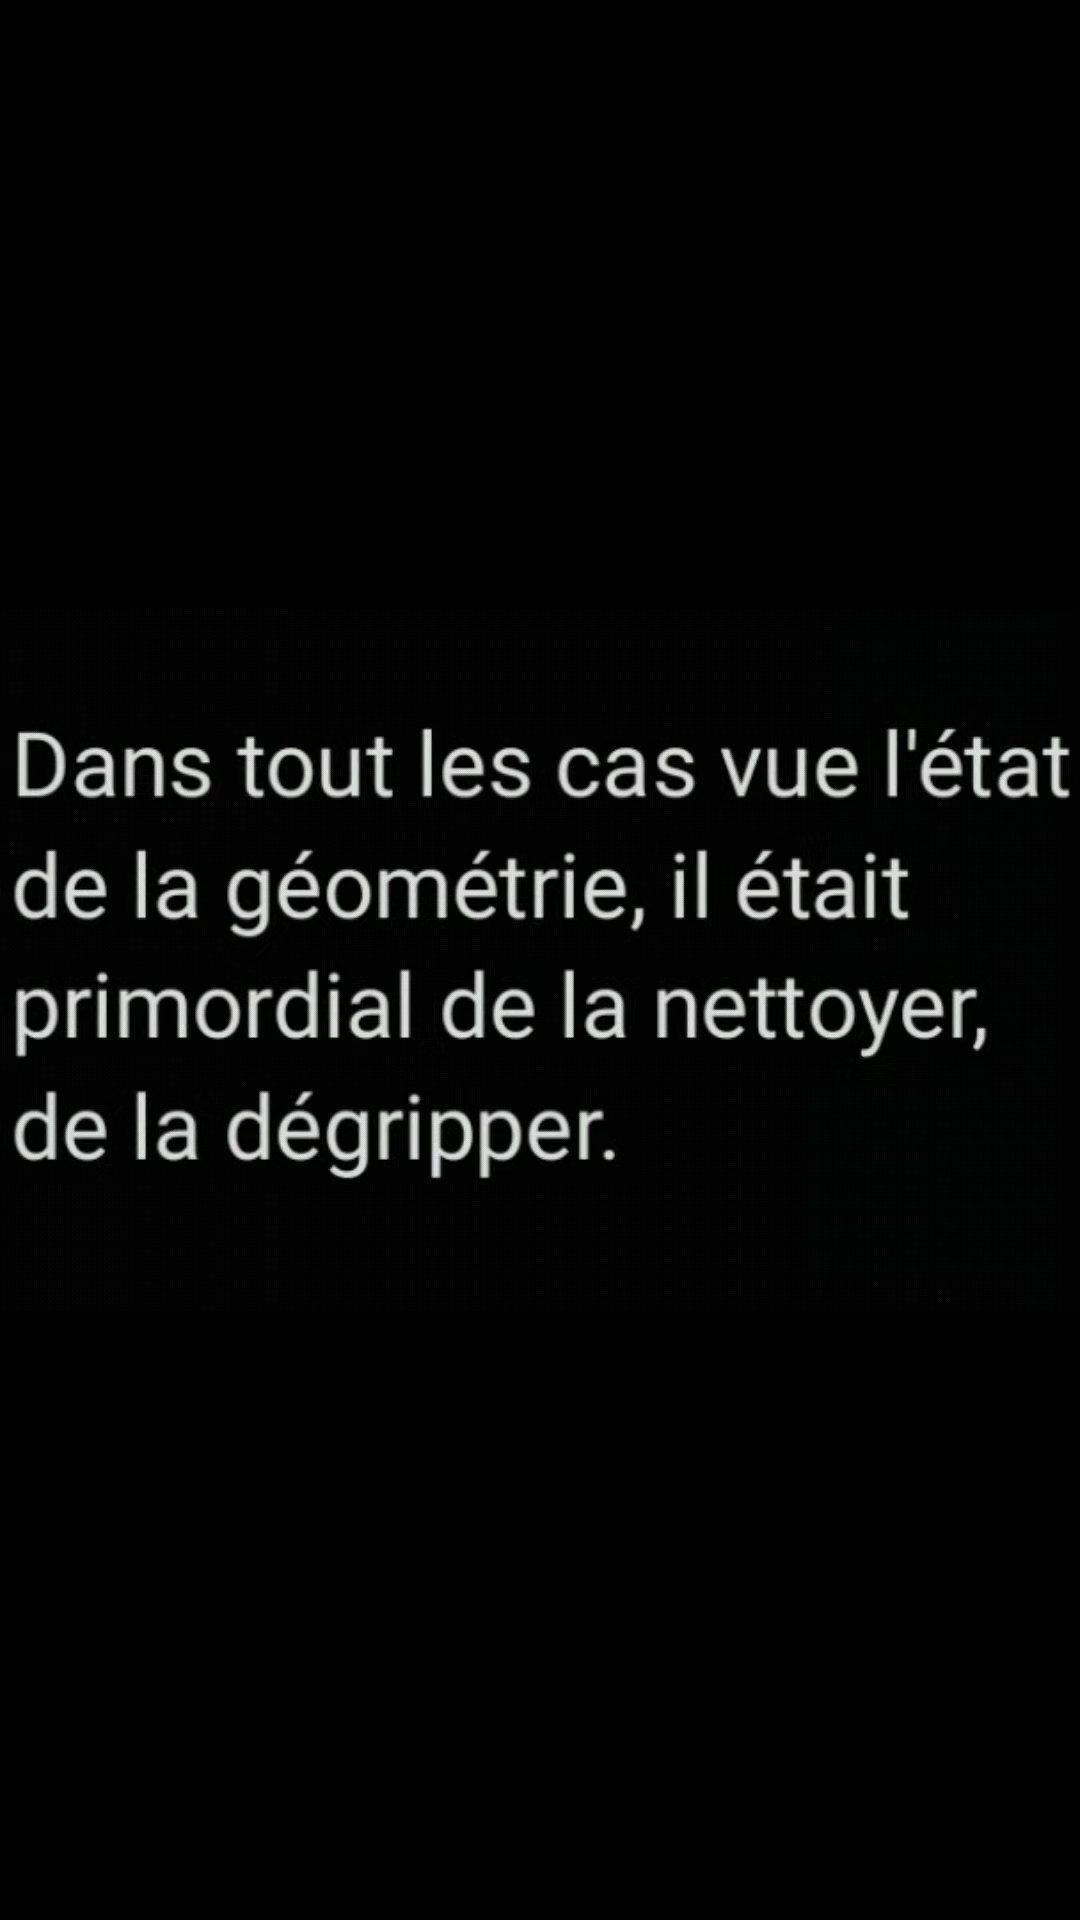 Dans tout les cas vue l'état
de la géométrie, il était
primordial de la nettoyer,
de la dégripper.